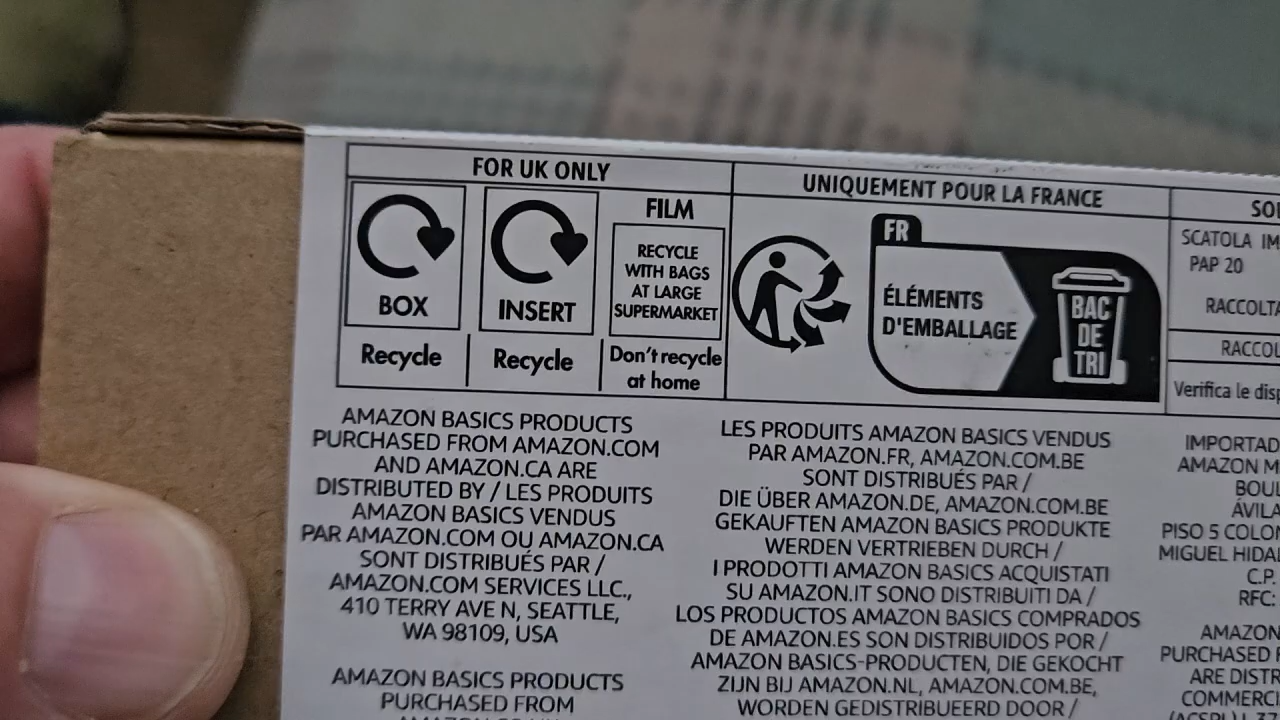 FOR UK ONLY
BOX
Recycle
INSERT
Recycle
FILM
RECYCLE
WITH BAGS
AT LARGE
SUPERMARKET
Don't recycle
at home
UNIQUEMENT POUR LA FRANCE
FR
ÉLÉMENTS
D'EMBALLAGE
BAC
DE
TRI
SCATOLA
PAP 20
Verifica le
AMAZON BASICS PRODUCTS
PURCHASED FROM AMAZON.COM
AND AMAZON.CA ARE
DISTRIBUTED BY / LES PRODUITS
AMAZON BASICS VENDUS
PAR AMAZON.COM OU AMAZON.CA
SONT DISTRIBUÉS PAR /
AMAZON.COM SERVICES LLC.,
410 TERRY AVE N, SEATTLE,
WA 98109, USA
AMAZON BASICS PRODUCTS
PURCHASED FROM
LES PRODUITS AMAZON BASICS VENDUS
PAR AMAZON.FR, AMAZON.COM.BE
SONT DISTRIBUÉS PAR /
DIE ÜBER AMAZON.DE, AMAZON.COM.BE
GEKAUFTEN AMAZON BASICS PRODUKTE
WERDEN VERTRIEBEN DURCH /
I PRODOTTI AMAZON BASICS ACQUISTATI
SU AMAZON.IT SONO DISTRIBUITI DA /
LOS PRODUCTOS AMAZON BASICS COMPRADOS
DE AMAZON.ES SON DISTRIBUIDOS POR /
AMAZON BASICS-PRODUCTEN, DIE GEKOCHT
ZIJN BIJ AMAZON.NL, AMAZON.COM.BE,
WORDEN GEDISTRIBUEERD DOOR /
AMAZON
PISO 5
MIGUEL
C.P.
RFC:
AMAZON
PURCHASED
ARE